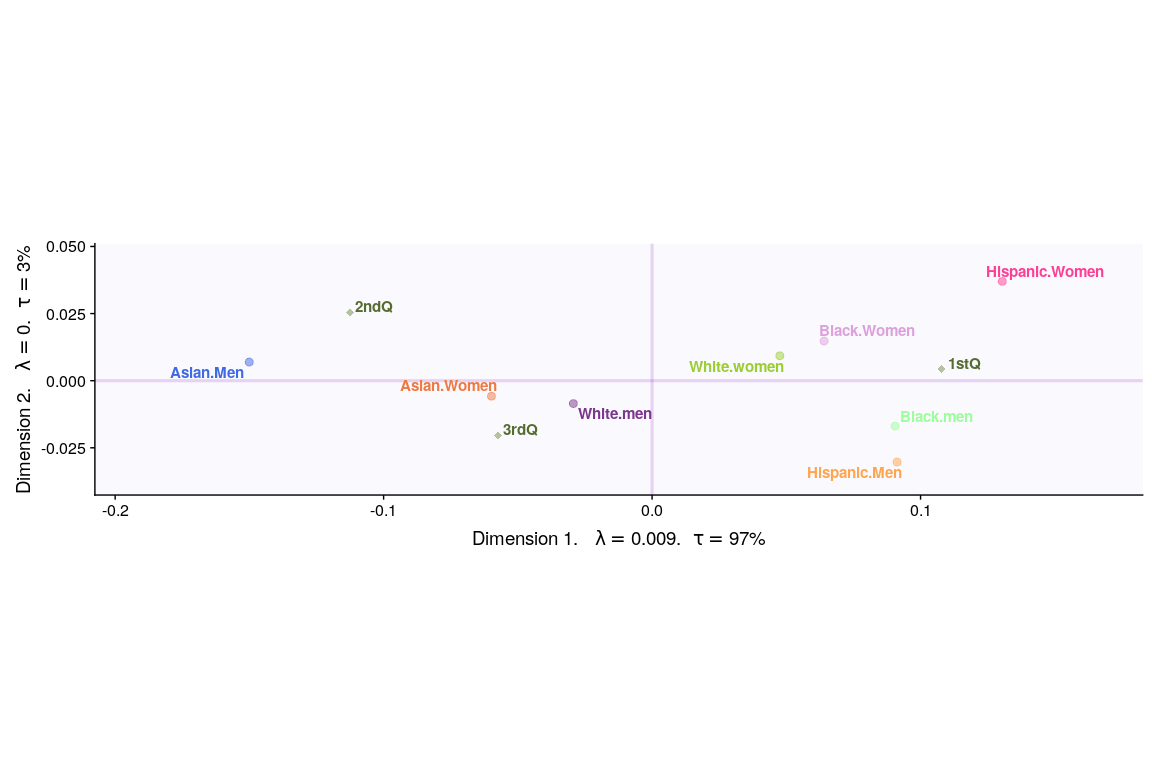 0.050
0.025
0.000
-0.025
Dimension 2.   λ = 0.   τ = 3%
Hispanic.Women
2ndQ
Black.Women
1stQ
White.women
Asian.Men
Asian.Women
White.men
Black.men
3rdQ
Hispanic.Men
-0.2
-0.1
0.0
0.1
Dimension 1.   λ = 0.009.   τ = 97%